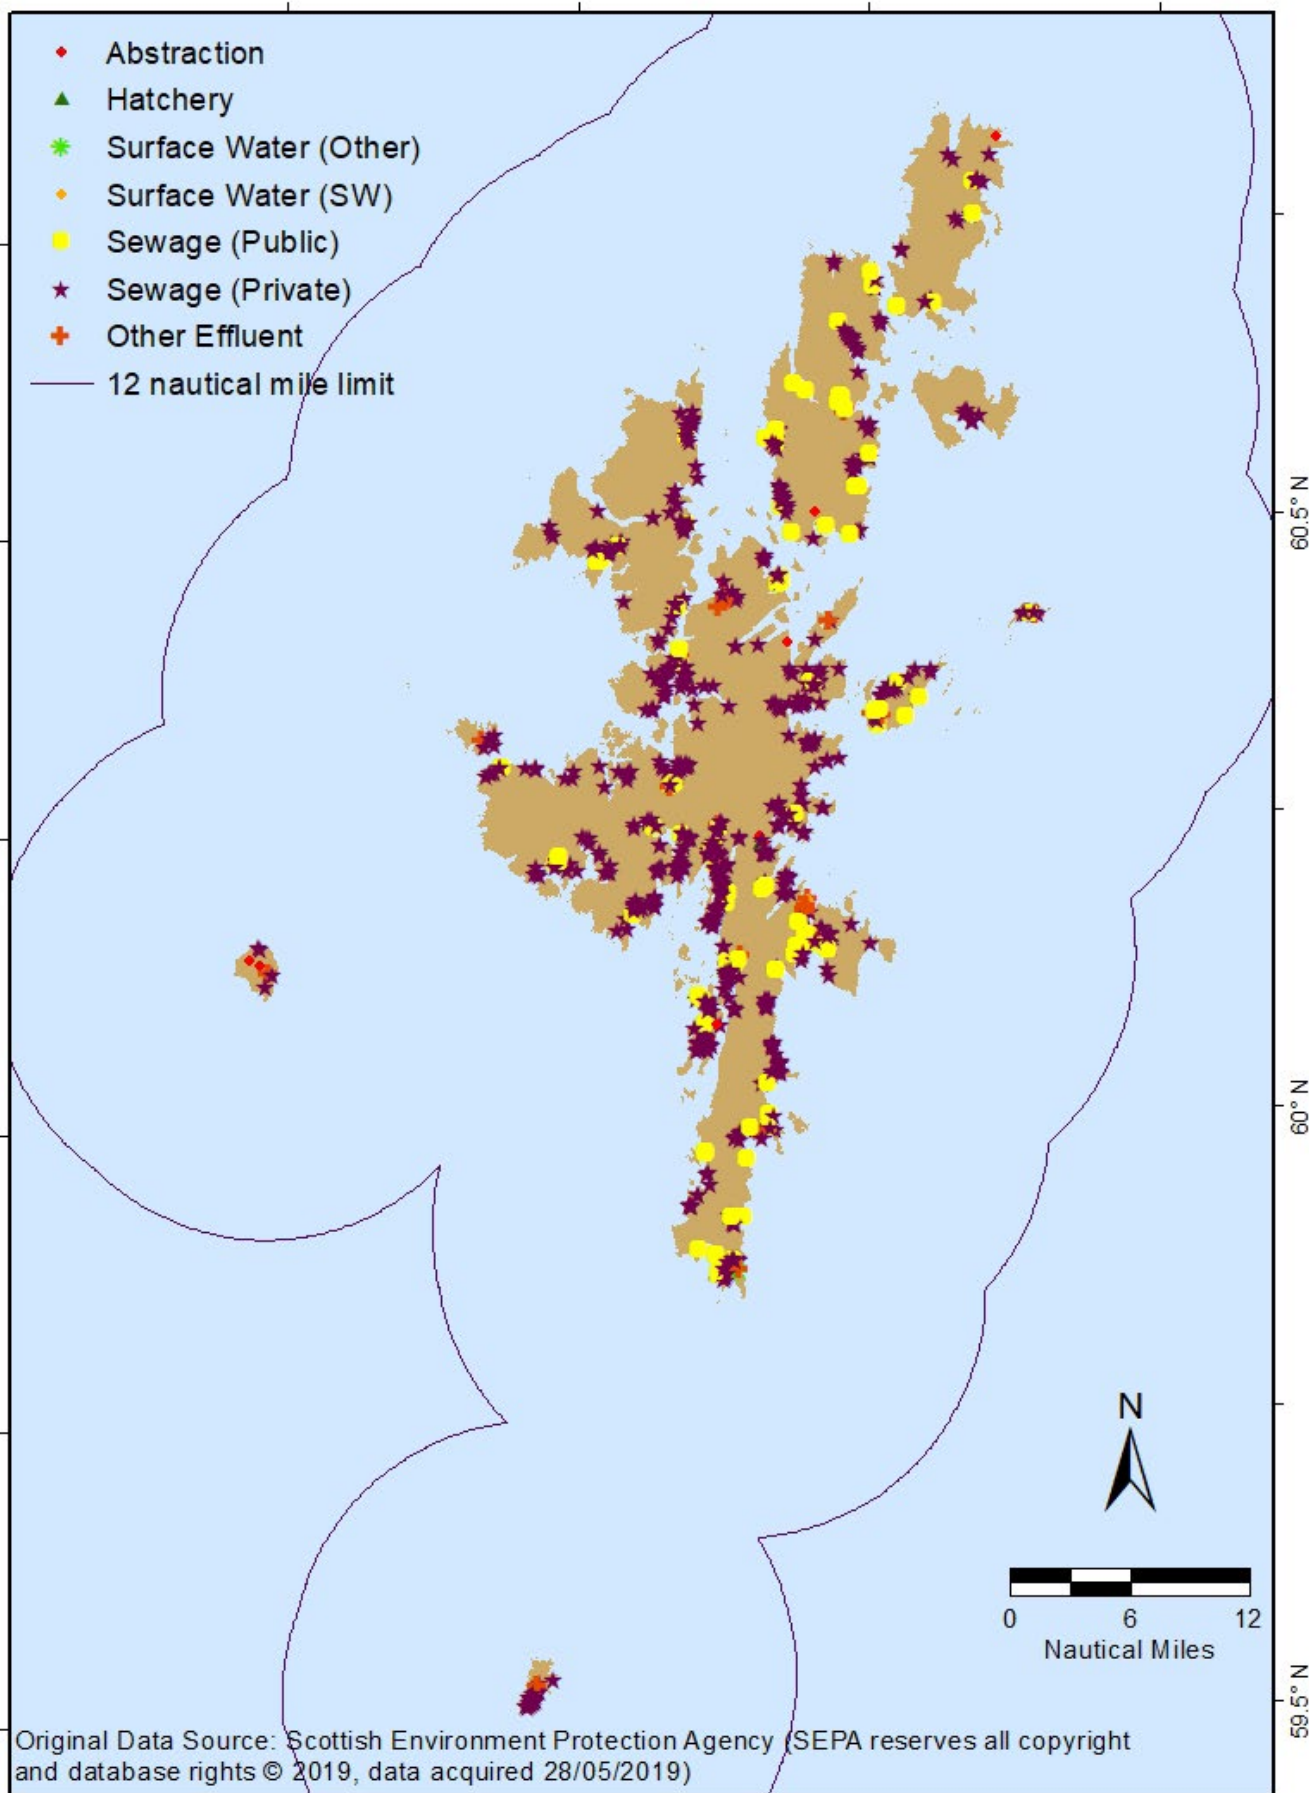 Abstraction
Hatchery
Surface Water (Other)
Surface Water (SW)
Sewage (Public)
Sewage (Private)
Other Effluent
12 nautical mile limit
60.5° N
60° N
N
0 6 12
Nautical Miles
59.5° N
Original Data Source: Scottish Environment Protection Agency (SEPA reserves all copyright
and database rights © 2019, data acquired 28/05/2019)